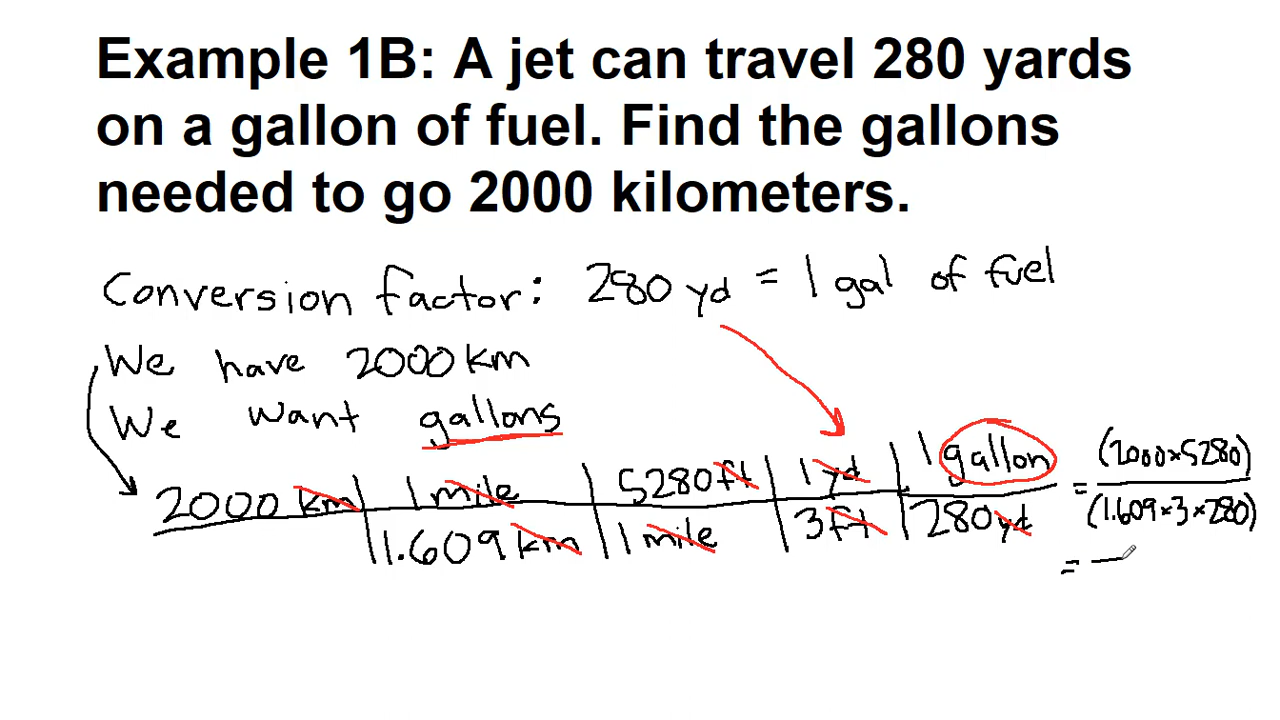 Example 1B: A jet can travel 280 yards
on a gallon of fuel. Find the gallons
needed to go 2000 kilometers.
Conversion factor: 280 yd = 1 gal of fuel
We have 2000 km
We want gallons
2000 km | 1 mile | 5280 ft | 1 yd | 1 gallon = (2000×5280)
1.609 km | 1 mile | 3 ft | 280 yd (1.609×3×280)
=